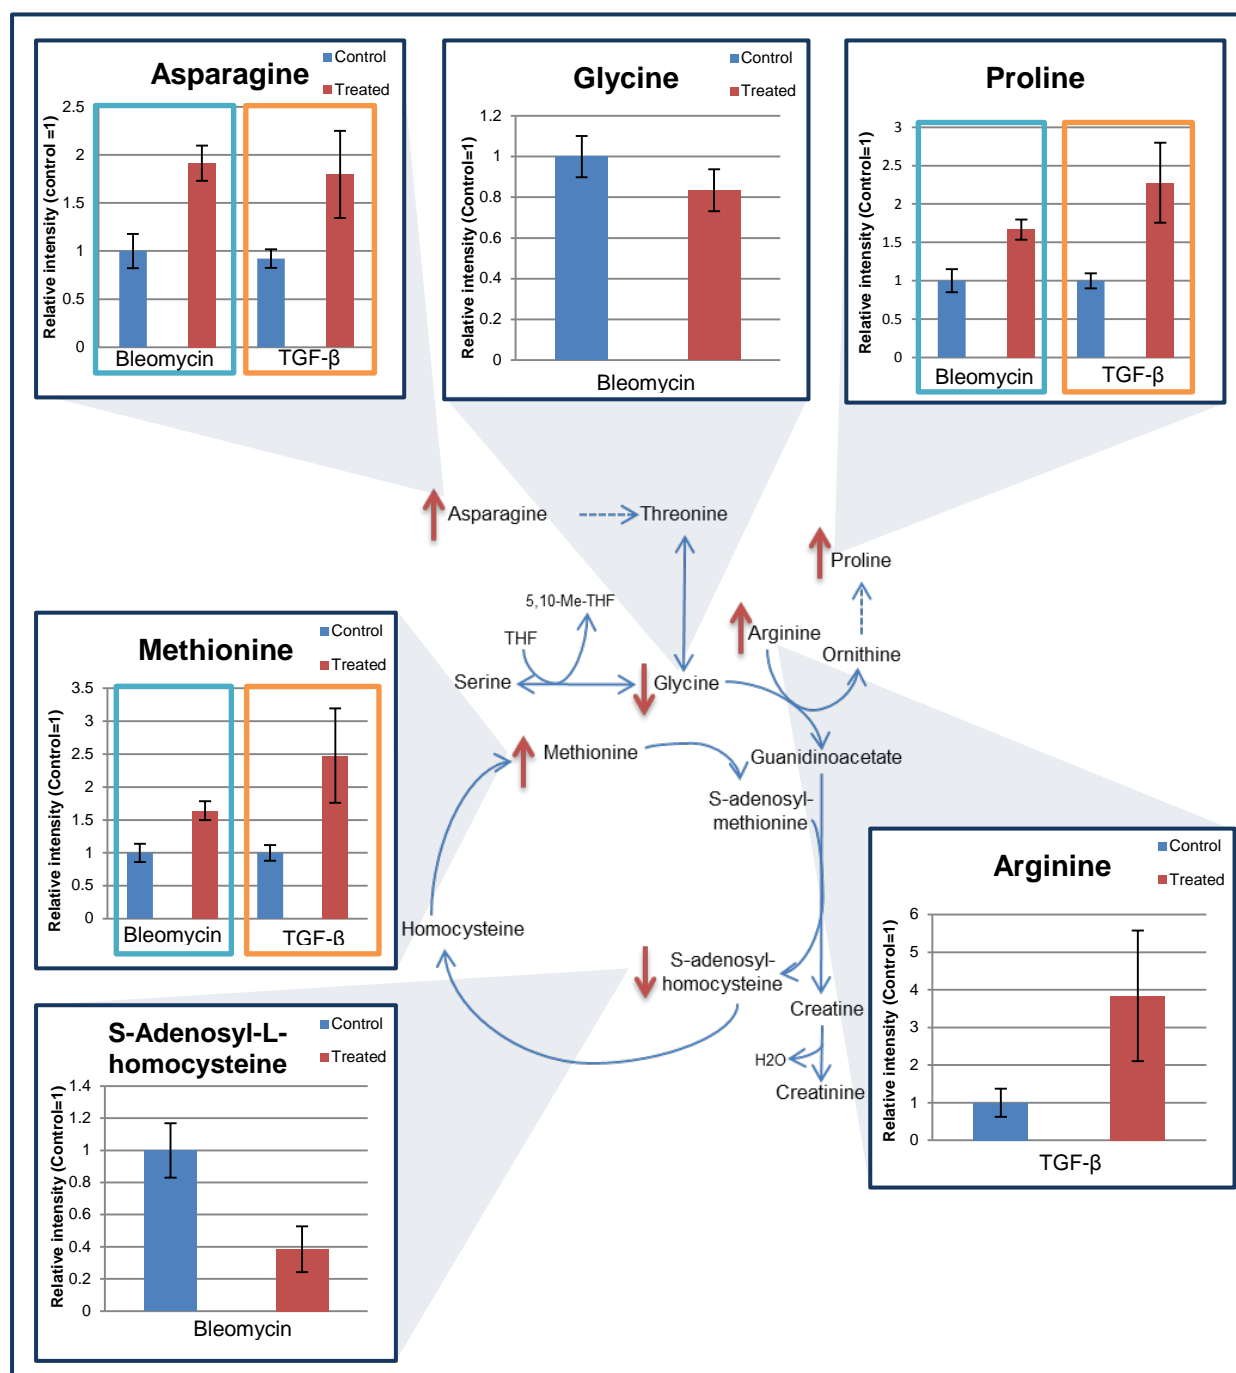 Asparagine
Control
Treated
Relative intensity (control =1)
2.5
2
1.5
1
0.5
0
Bleomycin
TGF-β
Glycine
Control
Treated
Relative intensity (Control=1)
1.2
1
0.8
0.6
0.4
0.2
0
Bleomycin
Proline
Control
Treated
Relative intensity (Control=1)
3
2.5
2
1.5
1
0.5
0
Bleomycin
TGF-β
Asparagine
Threonine
Proline
5,10-Me-THF
THF
Arginine
Ornithine
Serine
Glycine
Methionine
Guanidinoacetate
S-adenosyl-
methionine
Homocysteine
S-adenosyl-
homocysteine
Creatine
H2O
Creatinine
Methionine
Control
Treated
Relative intensity (Control=1)
3.5
3
2.5
2
1.5
1
0.5
0
Bleomycin
TGF-β
S-Adenosyl-L-
homocysteine
Control
Treated
Relative intensity (Control=1)
1.4
1.2
1
0.8
0.6
0.4
0.2
0
Bleomycin
Arginine
Control
Treated
Relative intensity (Control=1)
6
5
4
3
2
1
0
TGF-β